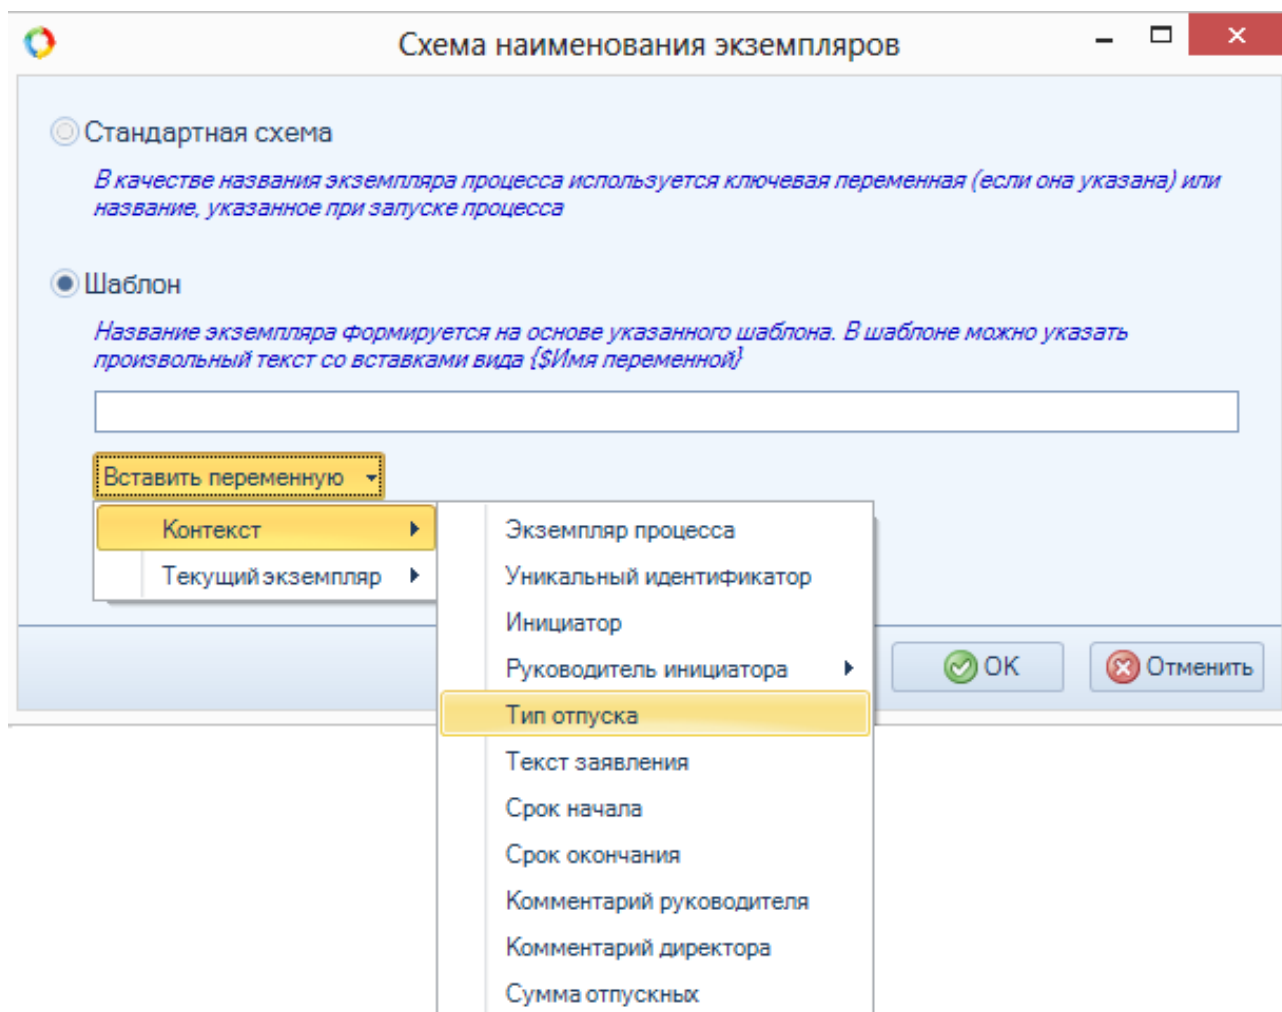 Схема наименования экземпляров
Стандартная схема
В качестве названия экземпляра процесса используется ключевая переменная (если она указана) или
название, указанное при запуске процесса
Шаблон
Название экземпляра формируется на основе указанного шаблона. В шаблоне можно указать
произвольный текст со вставками вида {$Имя переменной}
Вставить переменную
Контекст
Текущий экземпляр
Экземпляр процесса
Уникальный идентификатор
Инициатор
Руководитель инициатора
Тип отпуска
Текст заявления
Срок начала
Срок окончания
Комментарий руководителя
Комментарий директора
Сумма отпускных
ОК
Отменить